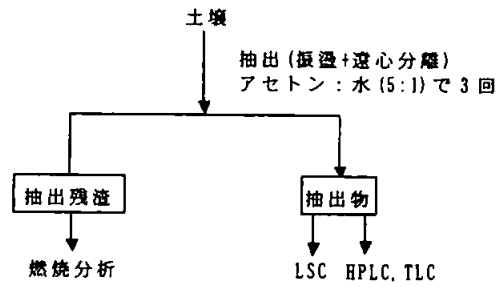 土壌
抽出(振盪+遠心分離)
アセトン:水(5:1)で3回
抽出残渣
抽出物
燃焼分析
LSC HPLC, TLC